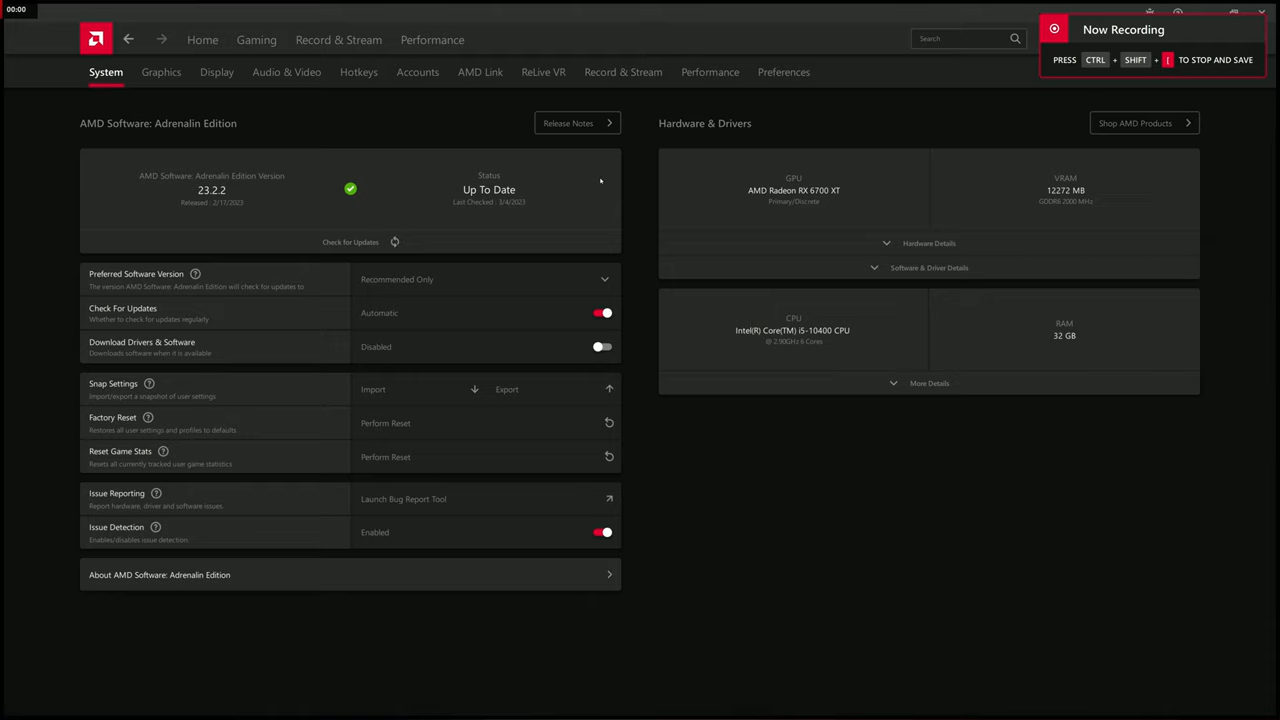 00:00
Home
Gaming
Record & Stream
Performance
Search
Now Recording
PRESS CTRL + SHIFT + [ TO STOP AND SAVE
System
Graphics
Display
Audio & Video
Hotkeys
Accounts
AMD Link
ReLive VR
Record & Stream
Performance
Preferences
AMD Software: Adrenalin Edition
Release Notes
AMD Software: Adrenalin Edition Version
23.2.2
Released : 2/17/2023
Status
Up To Date
Last Checked : 3/4/2023
Check for Updates
Preferred Software Version
The version AMD Software: Adrenalin Edition will check for updates to
Recommended Only
Check For Updates
Whether to check for updates regularly
Automatic
Download Drivers & Software
Downloads software when it is available
Disabled
Snap Settings
Import/export a snapshot of user settings
Import
Export
Factory Reset
Restores all user settings and profiles to defaults
Perform Reset
Reset Game Stats
Resets all currently tracked user game statistics
Perform Reset
Issue Reporting
Report hardware, driver and software issues.
Launch Bug Report Tool
Issue Detection
Enables/disables issue detection.
Enabled
About AMD Software: Adrenalin Edition
Hardware & Drivers
Shop AMD Products
GPU
AMD Radeon RX 6700 XT
Primary/Discrete
VRAM
12272 MB
GDDR6 2000 MHz
Hardware Details
Software & Driver Details
CPU
Intel(R) Core(TM) i5-10400 CPU
@ 2.90GHz 6 Cores
RAM
32 GB
More Details